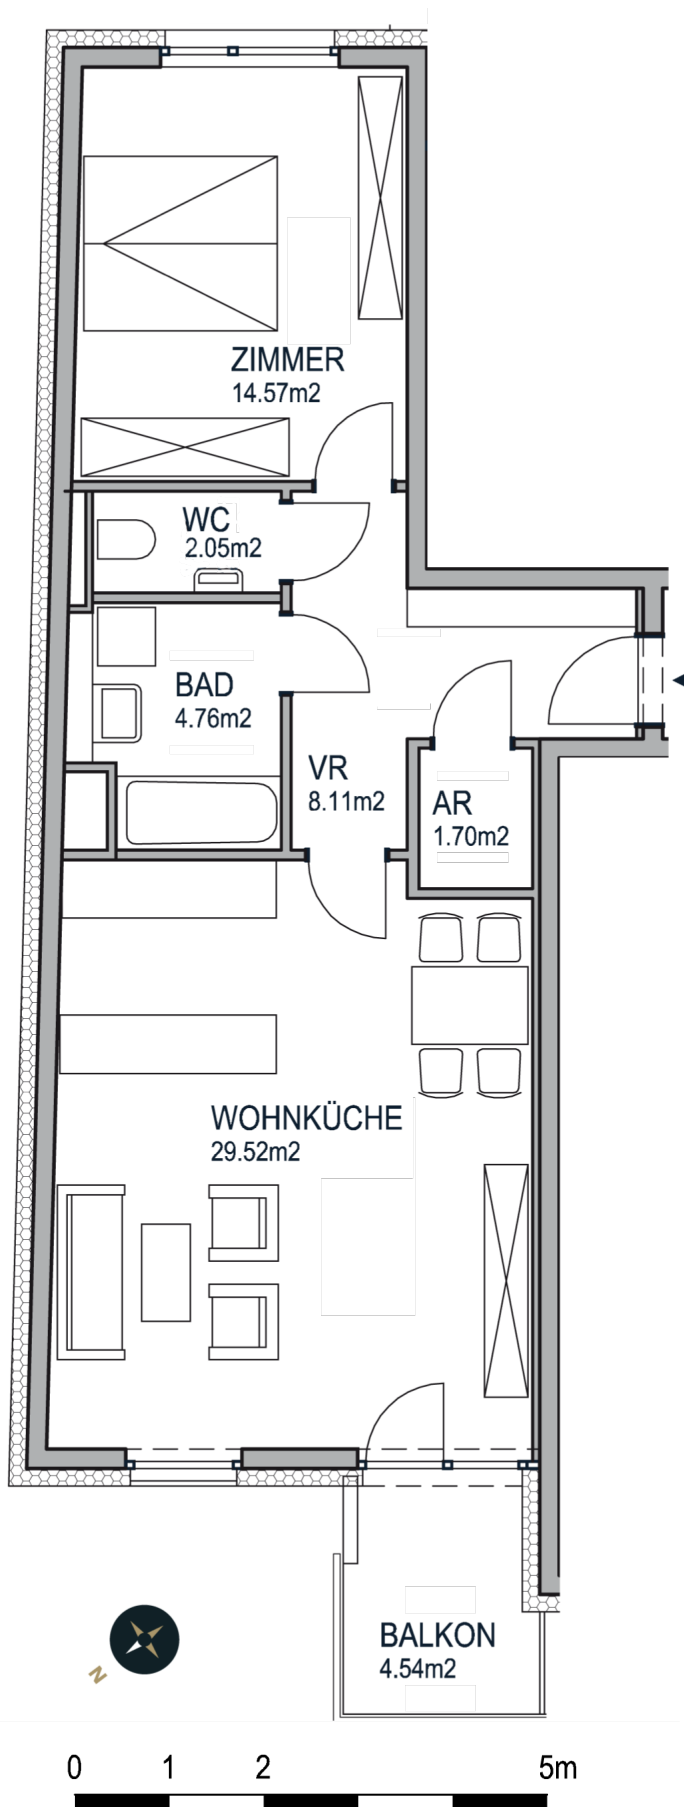 ZIMMER
14.57m2
WC
2.05m2
BAD
4.76m2
VR
8.11m2
AR
1.70m2
WOHNKÜCHE
29.52m2
BALKON
4.54m2
N
0 1 2 5m